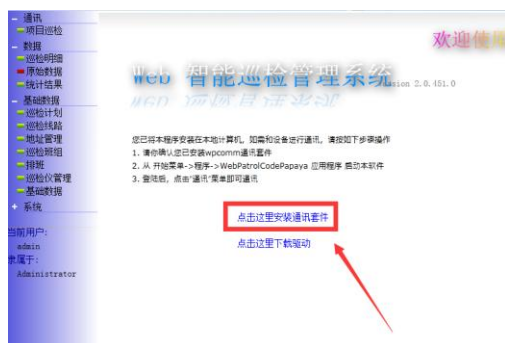 - 通讯
项目巡检
- 数据
巡检明细
原始数据
统计结果
- 基础数据
巡检计划
巡检线路
地址管理
巡检班组
排班
巡检仪管理
基础数据
+ 系统
当前用户:
admin
隶属于:
Administrator
欢迎使用
Web 智能巡检管理系统
Version 2.0.451.0
您已将本程序安装在本地计算机，如需和设备进行通讯，请按如下步骤操作
1. 请你确认您已安装wpcomm通讯套件
2. 从 开始菜单->程序->WebPatrolCodePapaya 应用程序 启动本软件
3. 登陆后，点击“通讯”菜单即可通讯
点击这里安装通讯套件
点击这里下载驱动